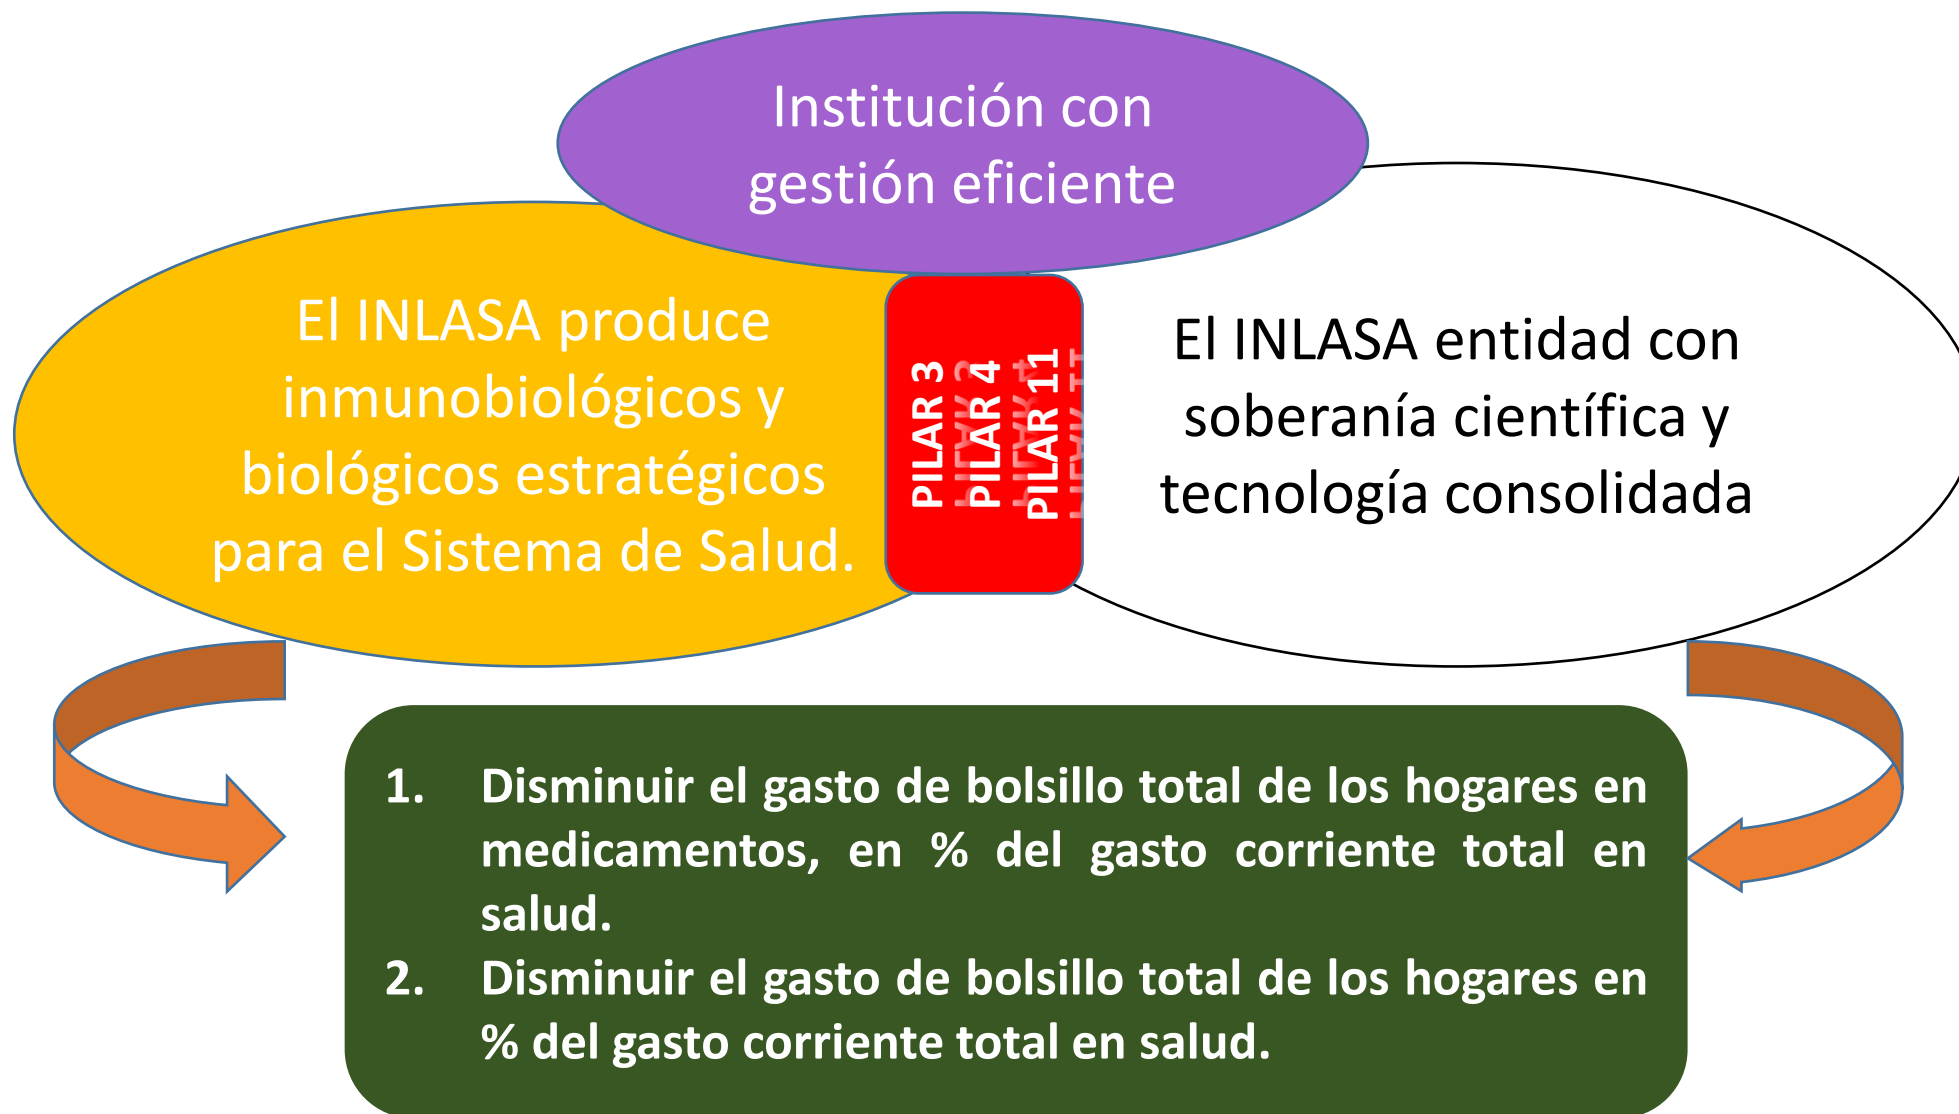 Institución con
gestión eficiente
El INLASA produce
inmunobiológicos y
biológicos estratégicos
para el Sistema de Salud.
PILAR 3
PILAR 4
PILAR 11
El INLASA entidad con
soberanía científica y
tecnología consolidada
1. Disminuir el gasto de bolsillo total de los hogares en
medicamentos, en % del gasto corriente total en
salud.
2. Disminuir el gasto de bolsillo total de los hogares en
% del gasto corriente total en salud.